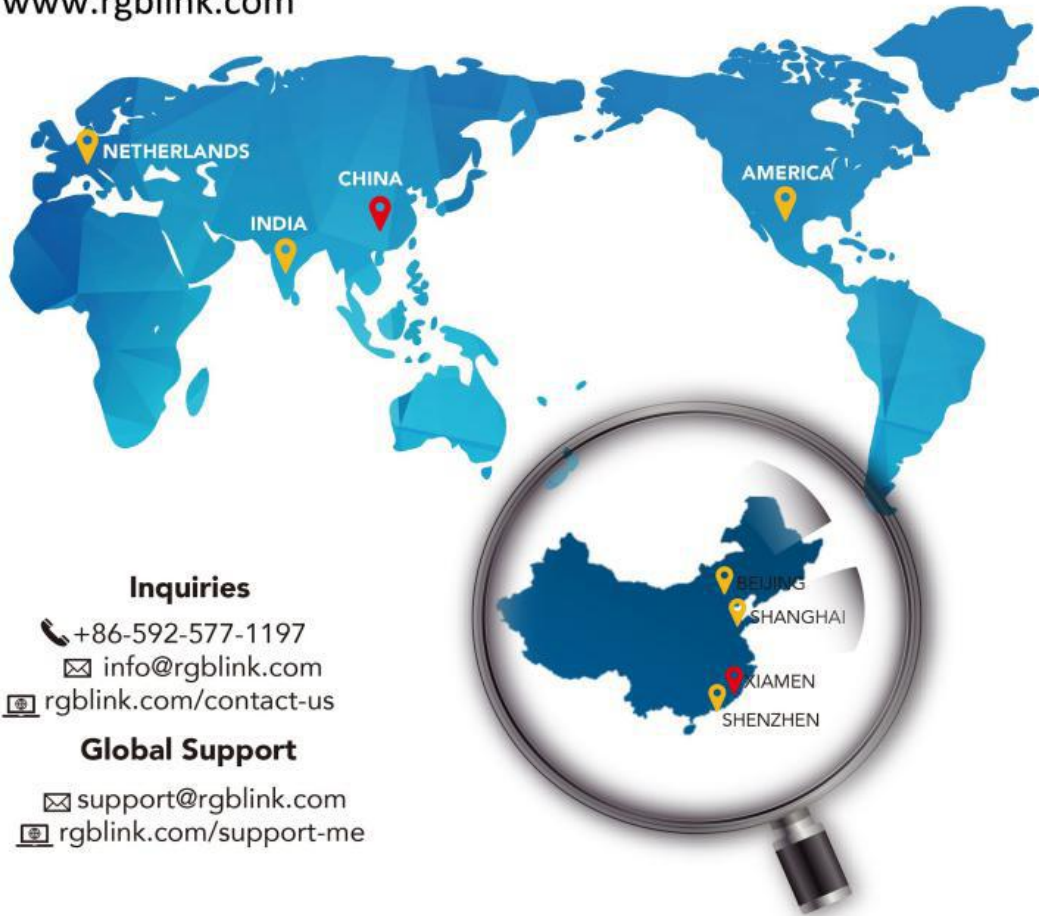 www.rgblink.com
NETHERLANDS
CHINA
AMERICA
INDIA
BEIJING
SHANGHAI
XIAMEN
SHENZHEN
Inquiries
+86-592-577-1197
info@rgblink.com
rgblink.com/contact-us
Global Support
support@rgblink.com
rgblink.com/support-me